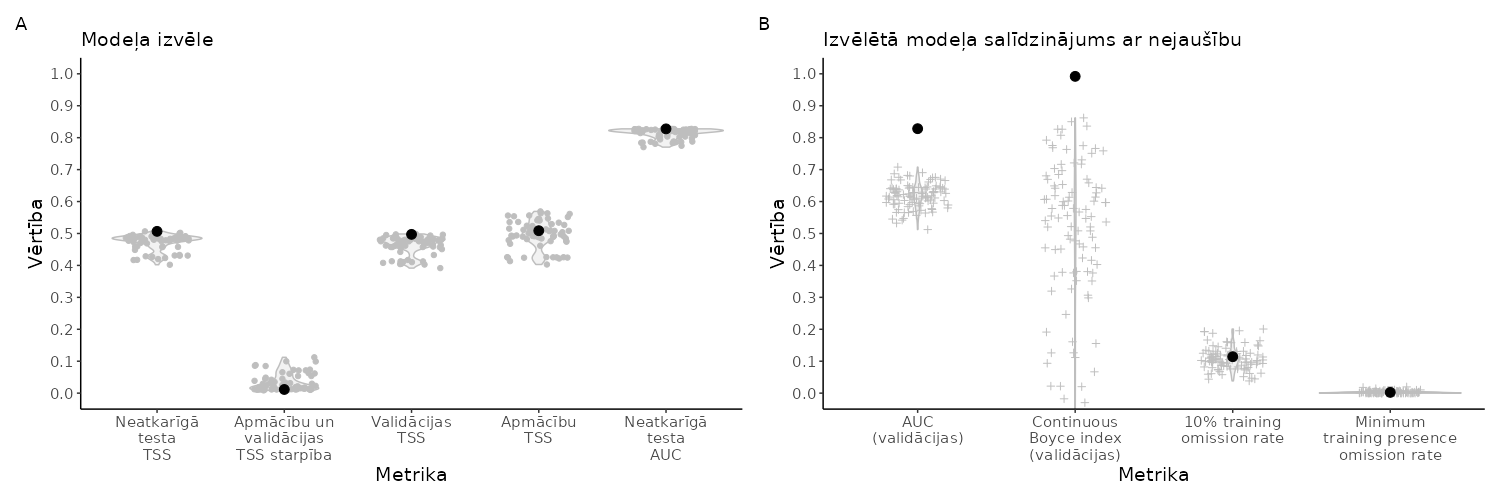 A
Modeļa izvēle
Vērtība
1.0
0.9
0.8
0.7
0.6
0.5
0.4
0.3
0.2
0.1
0.0
Neatkarīgā
testa
TSS
Apmācību un
validācijas
TSS starpība
Validācijas
TSS
Apmācību
TSS
Neatkarīgā
testa
AUC
Metrika
B
Izvēlētā modeļa salīdzinājums ar nejaušību
Vērtība
1.0
0.9
0.8
0.7
0.6
0.5
0.4
0.3
0.2
0.1
0.0
AUC
(validācijas)
Continuous
Boyce index
(validācijas)
10% training
omission rate
Minimum
training presence
omission rate
Metrika